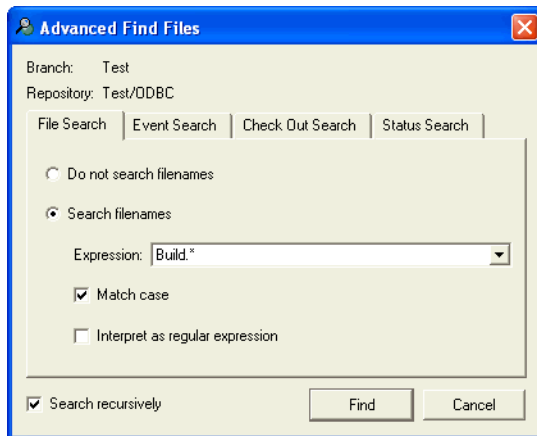 Advanced Find Files
Branch: Test
Repository: Test/ODBC
File Search Event Search Check Out Search Status Search
Do not search filenames
Search filenames
Expression: Build.*
Match case
Interpret as regular expression
Search recursively Find Cancel